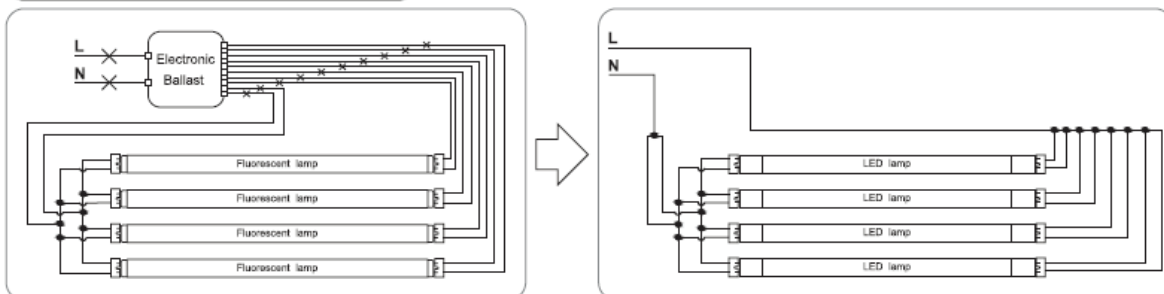 L
N
Electronic
Ballast
Fluorescent lamp
Fluorescent lamp
Fluorescent lamp
Fluorescent lamp
L
N
LED lamp
LED lamp
LED lamp
LED lamp